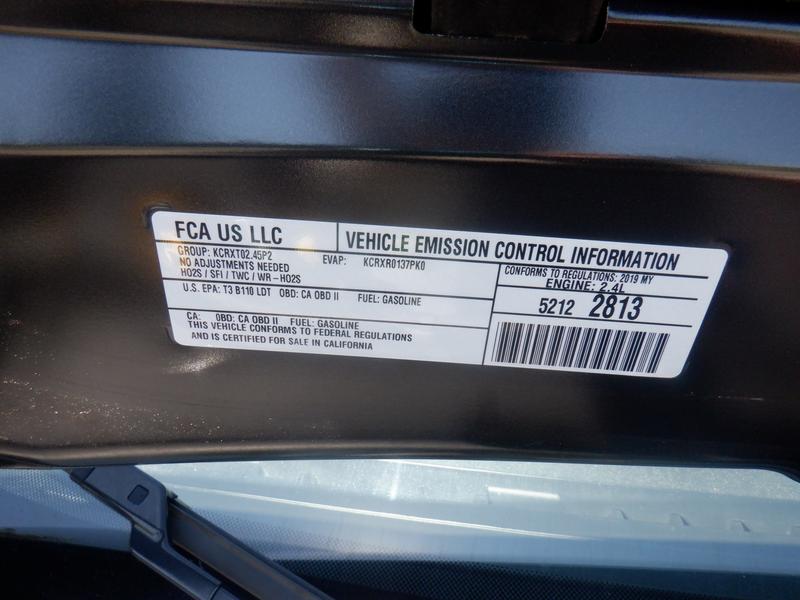 FCA US LLC
VEHICLE EMISSION CONTROL INFORMATION
GROUP: KCRXT02.45P2
EVAP: KCRXR0137PK0
NO ADJUSTMENTS NEEDED
HO2S / SFI / TWC / WR-HO2S
CONFORMS TO REGULATIONS: 2019 MY
ENGINE: 2.4L
U.S. EPA: T3 B110 LDT OBD: CA OBD II FUEL: GASOLINE
5212 2813
CA: OBD: CA OBD II FUEL: GASOLINE
THIS VEHICLE CONFORMS TO FEDERAL REGULATIONS
AND IS CERTIFIED FOR SALE IN CALIFORNIA